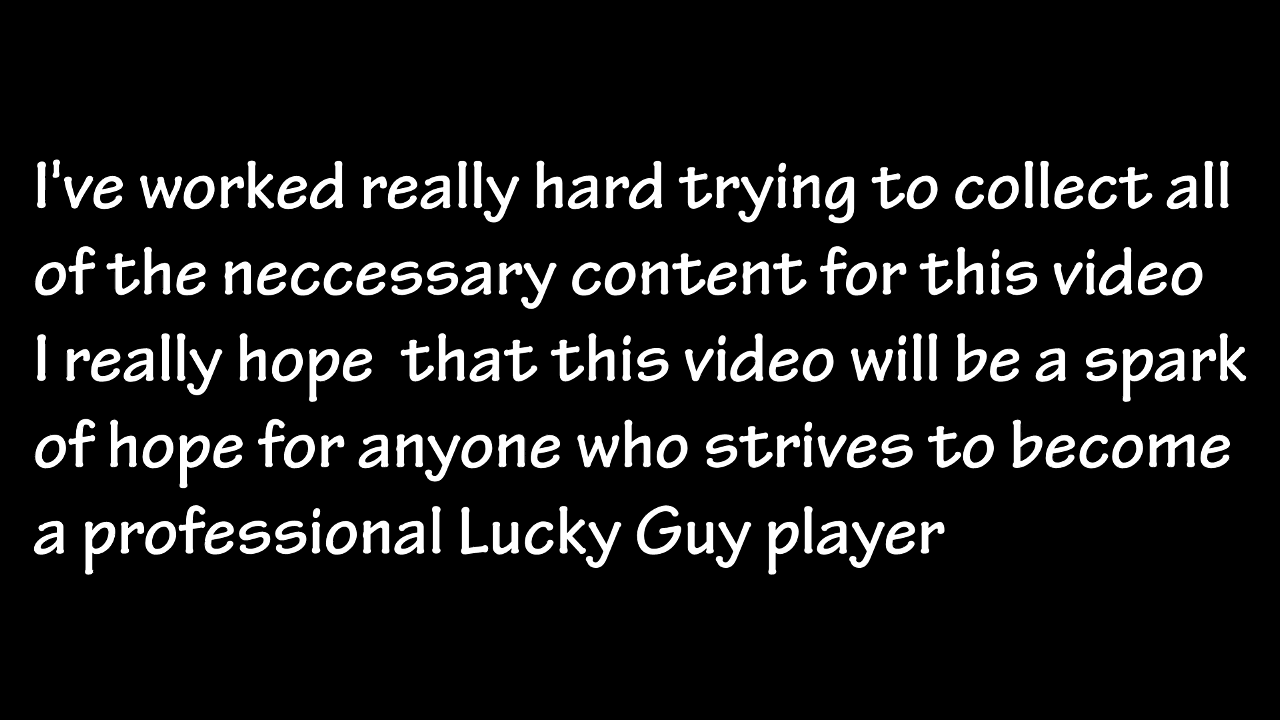 I've worked really hard trying to collect all
of the neccessary content for this video
I really hope  that this video will be a spark
of hope for anyone who strives to become
a professional Lucky Guy player